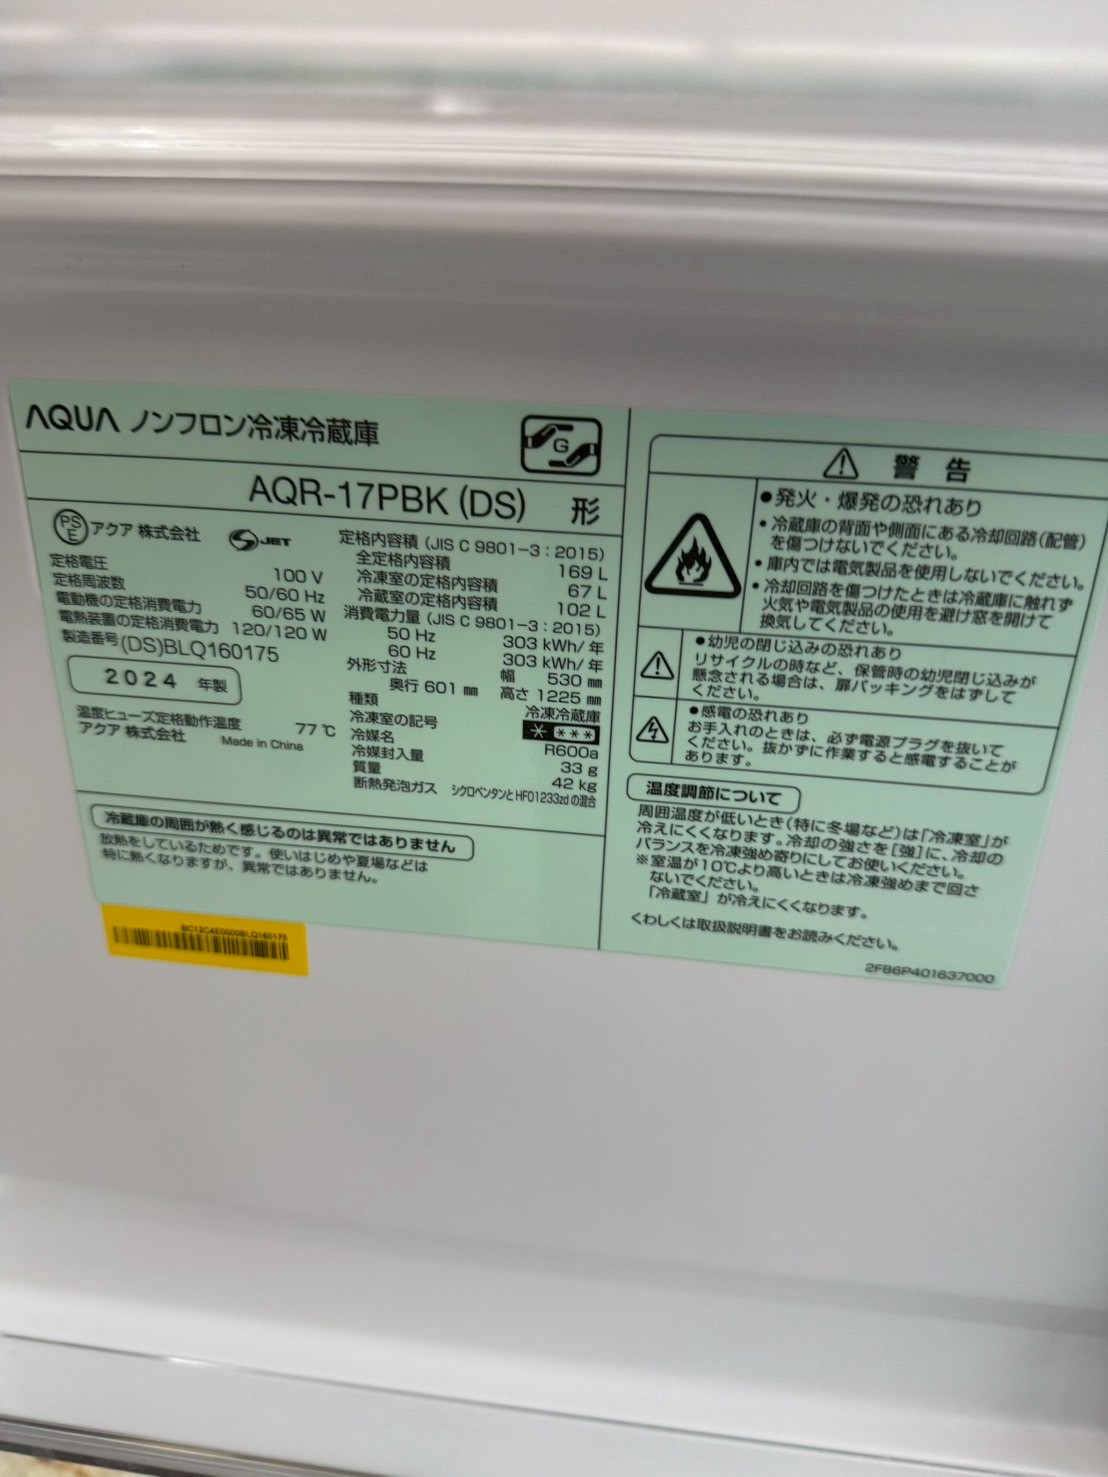 AQUA ノンフロン冷凍冷蔵庫
G
AQR-17PBK (DS) 形
PS E アクア 株式会社 JET
定格電圧 100 V
定格周波数 50/60 Hz
電動機の定格消費電力 60/65 W
電熱装置の定格消費電力 120/120 W
製造番号 (DS)BLQ160175
2024 年製
温度ヒューズ定格動作温度 77 ℃
アクア 株式会社 Made in China
定格内容積 (JIS C 9801-3 : 2015)
全定格内容積 169 L
冷凍室の定格内容積 67 L
冷蔵室の定格内容積 102 L
消費電力量 (JIS C 9801-3 : 2015)
50 Hz 303 kWh/年
60 Hz 303 kWh/年
外形寸法 幅 530 mm
奥行 601 mm 高さ 1225 mm
種類 冷凍冷蔵庫
冷凍室の記号 * ***
冷媒名 R600a
冷媒封入量 33 g
質量 42 kg
断熱発泡ガス シクロペンタンとHFO1233zdの混合
冷蔵庫の周囲が熱く感じるのは異常ではありません
放熱をしているためです。使いはじめや夏場などは
特に熱くなりますが、異常ではありません。
BC12C4E0000BLQ160175
警告
●発火・爆発の恐れあり
・冷蔵庫の背面や側面にある冷却回路(配管)
を傷つけないでください。
・庫内では電気製品を使用しないでください。
・冷却回路を傷つけたときは冷蔵庫に触れず
火気や電気製品の使用を避け窓を開けて
換気してください。
●幼児の閉じ込みの恐れあり
リサイクルの時など、保管時の幼児閉じ込みが
懸念される場合は、扉パッキングをはずして
ください。
●感電の恐れあり
お手入れのときは、必ず電源プラグを抜いて
ください。抜かずに作業すると感電することが
あります。
温度調節について
周囲温度が低いとき(特に冬場など)は「冷凍室」が
冷えにくくなります。冷却の強さを[強]に、冷却の
バランスを冷凍強め寄りにしてお使いください。
※室温が10℃より高いときは冷凍強めまで回さ
ないでください。
「冷蔵室」が冷えにくくなります。
くわしくは取扱説明書をお読みください。
2FB6P401637000